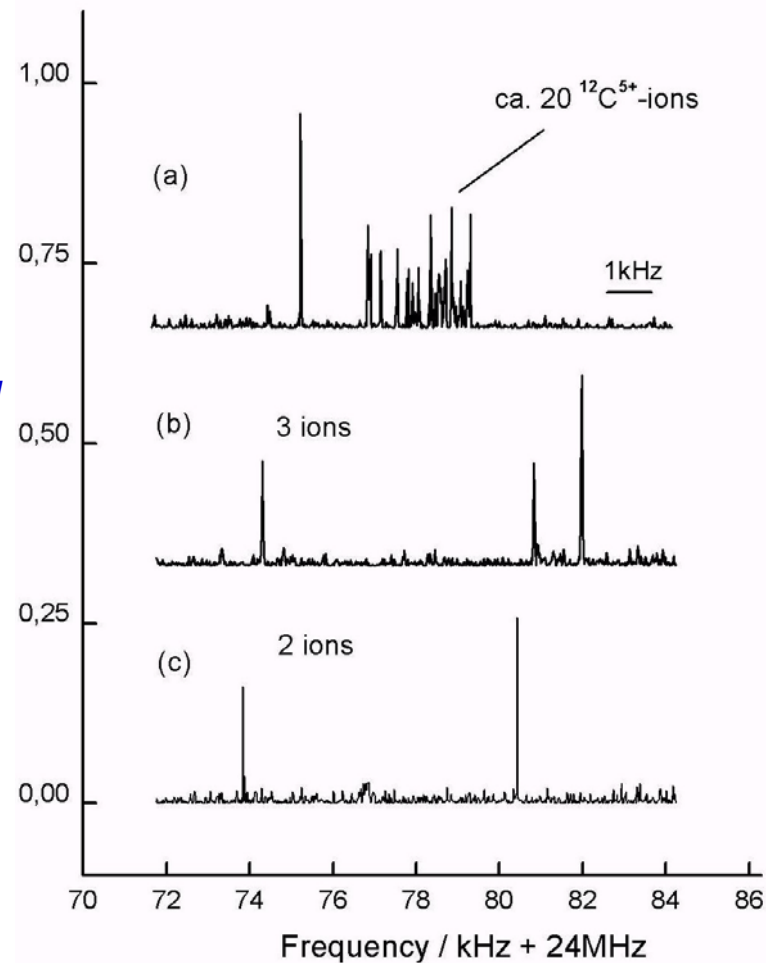 1,00
ca. 20 ¹²C⁵⁺-ions
(a)
0,75
1kHz
(b)
3 ions
0,50
0,25
2 ions
(c)
0,00
70 72 74 76 78 80 82 84 86
Frequency / kHz + 24MHz